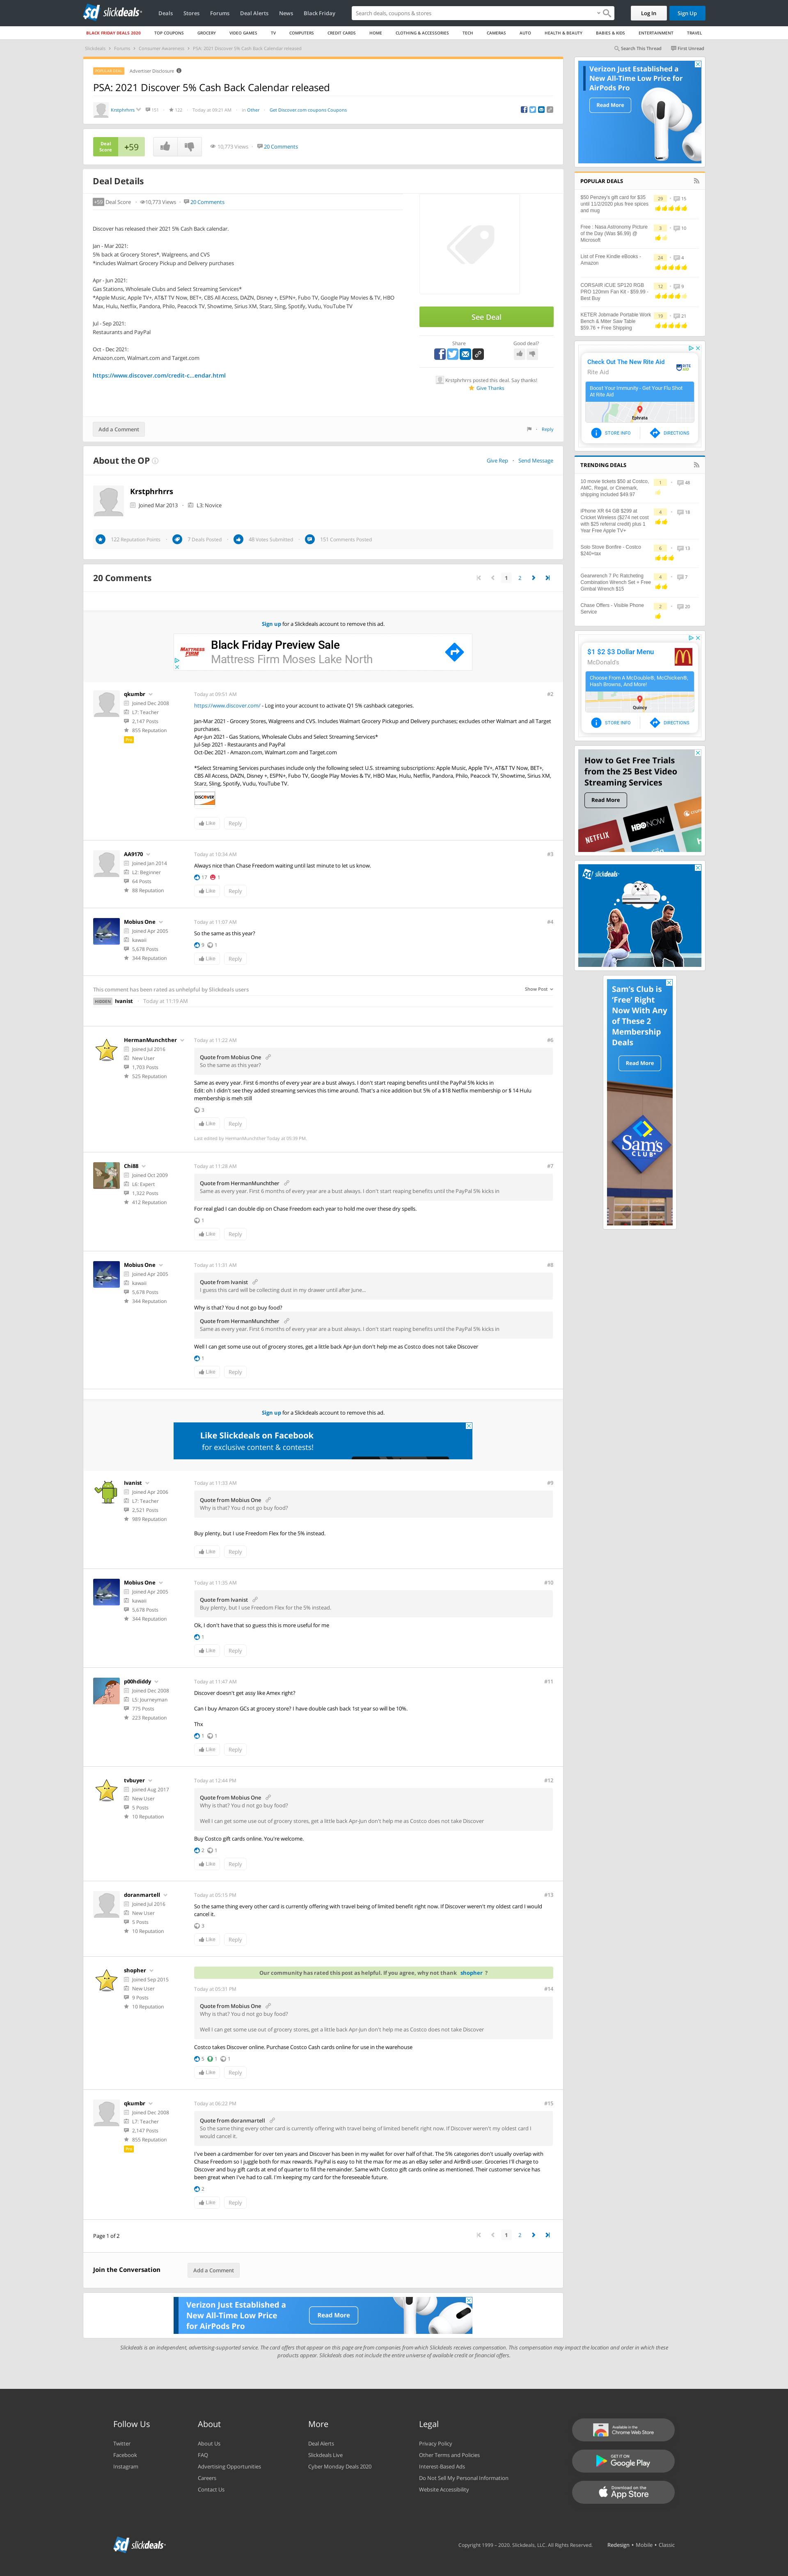 slickdeals
Deals
Stores
Forums
Deal Alerts
News
Black Friday
Search deals, coupons & stores
Log In
Sign Up
BLACK FRIDAY DEALS 2020
TOP COUPONS
GROCERY
VIDEO GAMES
TV
COMPUTERS
CREDIT CARDS
HOME
CLOTHING & ACCESSORIES
TECH
CAMERAS
AUTO
HEALTH & BEAUTY
BABIES & KIDS
ENTERTAINMENT
TRAVEL
Slickdeals > Forums > Consumer Awareness > PSA: 2021 Discover 5% Cash Back Calendar released
Search This Thread
First Unread
Advertiser Disclosure
PSA: 2021 Discover 5% Cash Back Calendar released
Krstphrhrrs
151
122
Today at 09:21 AM
in Other
Get Discover.com coupons Coupons
Deal Score
+59
10,773 Views
20 Comments
Deal Details
+59 Deal Score
10,773 Views
20 Comments
Discover has released their 2021 5% Cash Back calendar.
Jan - Mar 2021:
5% back at Grocery Stores*, Walgreens, and CVS
*includes Walmart Grocery Pickup and Delivery purchases
Apr - Jun 2021:
Gas Stations, Wholesale Clubs and Select Streaming Services*
*Apple Music, Apple TV+, AT&T TV Now, BET+, CBS All Access, DAZN, Disney +, ESPN+, Fubo TV, Google Play Movies & TV, HBO
Max, Hulu, Netflix, Pandora, Philo, Peacock TV, Showtime, Sirius XM, Starz, Sling, Spotify, Vudu, YouTube TV
Jul - Sep 2021:
Restaurants and PayPal
Oct - Dec 2021:
Amazon.com, Walmart.com and Target.com
https://www.discover.com/credit-c...endar.html
See Deal
Share
Good deal?
Krstphrhrrs posted this deal. Say thanks!
Give Thanks
Add a Comment
Reply
About the OP
Give Rep
Send Message
Krstphrhrrs
Joined Mar 2013
L3: Novice
122 Reputation Points
7 Deals Posted
48 Votes Submitted
151 Comments Posted
20 Comments
1
2
Sign up for a Slickdeals account to remove this ad.
MATTRESS FIRM
Black Friday Preview Sale
Mattress Firm Moses Lake North
qkumbr
Joined Dec 2008
L7: Teacher
2,147 Posts
855 Reputation
Pro
Today at 09:51 AM
#2
https://www.discover.com/ - Log into your account to activate Q1 5% cashback categories.
Jan-Mar 2021 - Grocery Stores, Walgreens and CVS. Includes Walmart Grocery Pickup and Delivery purchases; excludes other Walmart and all Target
purchases.
Apr-Jun 2021 - Gas Stations, Wholesale Clubs and Select Streaming Services*
Jul-Sep 2021 - Restaurants and PayPal
Oct-Dec 2021 - Amazon.com, Walmart.com and Target.com
*Select Streaming Services purchases include only the following select U.S. streaming subscriptions: Apple Music, Apple TV+, AT&T TV Now, BET+,
CBS All Access, DAZN, Disney +, ESPN+, Fubo TV, Google Play Movies & TV, HBO Max, Hulu, Netflix, Pandora, Philo, Peacock TV, Showtime, Sirius XM,
Starz, Sling, Spotify, Vudu, YouTube TV.
DISCOVER
Like
Reply
AA9170
Joined Jan 2014
L2: Beginner
64 Posts
88 Reputation
Today at 10:34 AM
#3
Always nice than Chase Freedom waiting until last minute to let us know.
17
1
Like
Reply
Mobius One
Joined Apr 2005
kawaii
5,678 Posts
344 Reputation
Today at 11:07 AM
#4
So the same as this year?
9
1
Like
Reply
This comment has been rated as unhelpful by Slickdeals users
Show Post
HIDDEN
Ivanist
Today at 11:19 AM
HermanMunchther
Joined Jul 2016
New User
1,703 Posts
525 Reputation
Today at 11:22 AM
#6
Quote from Mobius One
So the same as this year?
Same as every year. First 6 months of every year are a bust always. I don't start reaping benefits until the PayPal 5% kicks in
Edit: oh I didn't see they added streaming services this time around. That's a nice addition but 5% of a $18 Netflix membership or $ 14 Hulu
membership is meh still
3
Like
Reply
Last edited by HermanMunchther Today at 05:39 PM.
Chi88
Joined Oct 2009
L6: Expert
1,322 Posts
412 Reputation
Today at 11:28 AM
#7
Quote from HermanMunchther
Same as every year. First 6 months of every year are a bust always. I don't start reaping benefits until the PayPal 5% kicks in
For real glad I can double dip on Chase Freedom each year to hold me over these dry spells.
1
Like
Reply
Mobius One
Joined Apr 2005
kawaii
5,678 Posts
344 Reputation
Today at 11:31 AM
#8
Quote from Ivanist
I guess this card will be collecting dust in my drawer until after June...
Why is that? You d not go buy food?
Quote from HermanMunchther
Same as every year. First 6 months of every year are a bust always. I don't start reaping benefits until the PayPal 5% kicks in
Well I can get some use out of grocery stores, get a little back Apr-Jun don't help me as Costco does not take Discover
1
Like
Reply
Sign up for a Slickdeals account to remove this ad.
Like Slickdeals on Facebook
for exclusive content & contests!
Ivanist
Joined Apr 2006
L7: Teacher
2,521 Posts
989 Reputation
Today at 11:33 AM
#9
Quote from Mobius One
Why is that? You d not go buy food?
Buy plenty, but I use Freedom Flex for the 5% instead.
Like
Reply
Mobius One
Joined Apr 2005
kawaii
5,678 Posts
344 Reputation
Today at 11:35 AM
#10
Quote from Ivanist
Buy plenty, but I use Freedom Flex for the 5% instead.
Ok, I don't have that so guess this is more useful for me
1
Like
Reply
p00hdiddy
Joined Dec 2008
L5: Journeyman
775 Posts
223 Reputation
Today at 11:47 AM
#11
Discover doesn't get assy like Amex right?
Can I buy Amazon GCs at grocery store? I have double cash back 1st year so will be 10%.
Thx
1
1
Like
Reply
tvbuyer
Joined Aug 2017
New User
5 Posts
10 Reputation
Today at 12:44 PM
#12
Quote from Mobius One
Why is that? You d not go buy food?
Well I can get some use out of grocery stores, get a little back Apr-Jun don't help me as Costco does not take Discover
Buy Costco gift cards online. You're welcome.
2
1
Like
Reply
doranmartell
Joined Jul 2016
New User
5 Posts
10 Reputation
Today at 05:15 PM
#13
So the same thing every other card is currently offering with travel being of limited benefit right now. If Discover weren't my oldest card I would
cancel it.
3
Like
Reply
shopher
Joined Sep 2015
New User
9 Posts
10 Reputation
Our community has rated this post as helpful. If you agree, why not thank shopher ?
Today at 05:31 PM
#14
Quote from Mobius One
Why is that? You d not go buy food?
Well I can get some use out of grocery stores, get a little back Apr-Jun don't help me as Costco does not take Discover
Costco takes Discover online. Purchase Costco Cash cards online for use in the warehouse
5
1
1
Like
Reply
qkumbr
Joined Dec 2008
L7: Teacher
2,147 Posts
855 Reputation
Pro
Today at 06:22 PM
#15
Quote from doranmartell
So the same thing every other card is currently offering with travel being of limited benefit right now. If Discover weren't my oldest card I
would cancel it.
I've been a cardmember for over ten years and Discover has been in my wallet for over half of that. The 5% categories don't usually overlap with
Chase Freedom so I juggle both for max rewards. PayPal is easy to hit the max for me as an eBay seller and AirBnB user. Groceries I'll charge to
Discover and buy gift cards at end of quarter to fill the remainder. Same with Costco gift cards online as mentioned. Their customer service has
been great when I've had to call. I'm keeping my card for the foreseeable future.
2
Like
Reply
Page 1 of 2
1
2
Join the Conversation
Add a Comment
Verizon Just Established a
New All-Time Low Price
for AirPods Pro
Read More
Slickdeals is an independent, advertising-supported service. The card offers that appear on this page are from companies from which Slickdeals receives compensation. This compensation may impact the location and order in which these
products appear. Slickdeals does not include the entire universe of available credit or financial offers.
Verizon Just Established a
New All-Time Low Price for
AirPods Pro
Read More
POPULAR DEALS
$50 Penzey's gift card for $35
until 11/2/2020 plus free spices
and mug
29
15
Free : Nasa Astronomy Picture
of the Day (Was $6.99) @
Microsoft
3
10
List of Free Kindle eBooks -
Amazon
24
4
CORSAIR iCUE SP120 RGB
PRO 120mm Fan Kit - $59.99 -
Best Buy
12
9
KETER Jobmade Portable Work
Bench & Miter Saw Table
$59.76 + Free Shipping
19
21
Check Out The New Rite Aid
Rite Aid
Boost Your Immunity - Get Your Flu Shot
At Rite Aid
Ephrata
STORE INFO
DIRECTIONS
TRENDING DEALS
10 movie tickets $50 at Costco,
AMC, Regal, or Cinemark,
shipping included $49.97
1
48
iPhone XR 64 GB $299 at
Cricket Wireless ($274 net cost
with $25 referral credit) plus 1
Year Free Apple TV+
4
18
Solo Stove Bonfire - Costco
$240+tax
6
13
Gearwrench 7 Pc Ratcheting
Combination Wrench Set + Free
Gimbal Wrench $15
4
7
Chase Offers - Visible Phone
Service
2
20
$1 $2 $3 Dollar Menu
McDonald's
Choose From A McDouble®, McChicken®,
Hash Browns, And More!
Quincy
STORE INFO
DIRECTIONS
How to Get Free Trials
from the 25 Best Video
Streaming Services
Read More
NETFLIX
HBO NOW
slickdeals
Sam's Club is
'Free' Right
Now With Any
of These 2
Membership
Deals
Read More
Sam's
CLUB
Follow Us
Twitter
Facebook
Instagram
About
About Us
FAQ
Advertising Opportunities
Careers
Contact Us
More
Deal Alerts
Slickdeals Live
Cyber Monday Deals 2020
Legal
Privacy Policy
Other Terms and Policies
Interest-Based Ads
Do Not Sell My Personal Information
Website Accessibility
Available in the
Chrome Web Store
GET IT ON
Google Play
Download on the
App Store
slickdeals
Copyright 1999 - 2020. Slickdeals, LLC. All Rights Reserved.
Redesign • Mobile • Classic